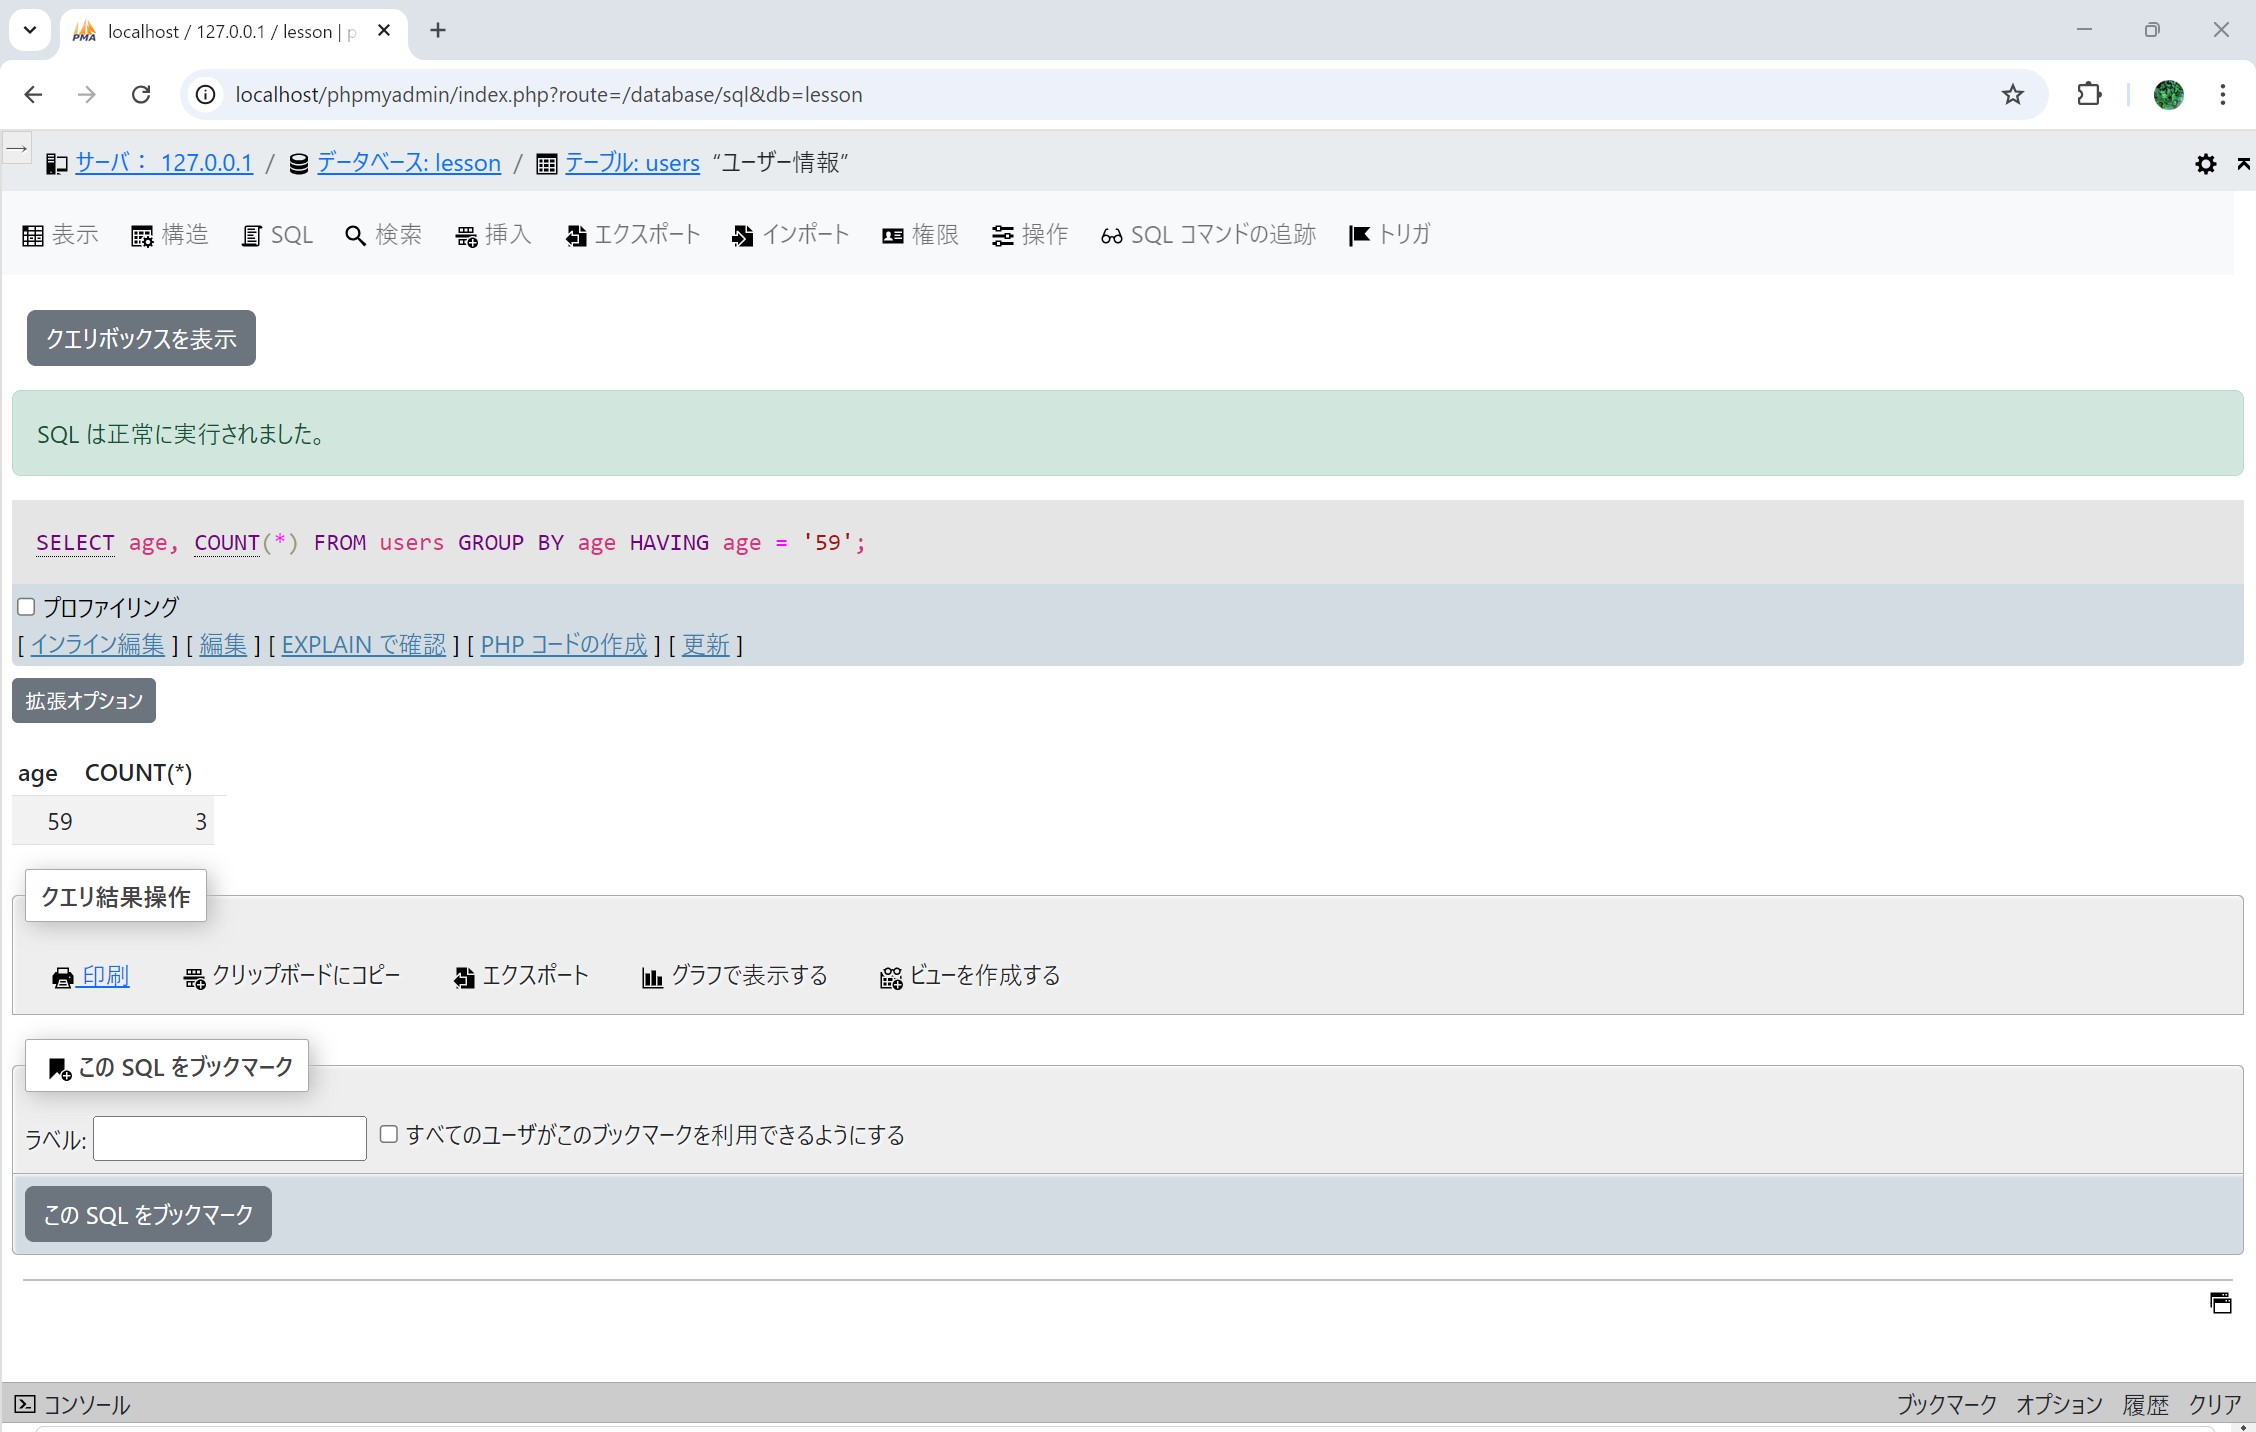 localhost / 127.0.0.1 / lesson | p
localhost/phpmyadmin/index.php?route=/database/sql&db=lesson
サーバ： 127.0.0.1 / データベース: lesson / テーブル: users “ユーザー情報”
表示 構造 SQL 検索 挿入 エクスポート インポート 権限 操作 SQL コマンドの追跡 トリガ
クエリボックスを表示
SQL は正常に実行されました。
SELECT age, COUNT(*) FROM users GROUP BY age HAVING age = '59';
プロファイリング
[ インライン編集 ] [ 編集 ] [ EXPLAIN で確認 ] [ PHP コードの作成 ] [ 更新 ]
拡張オプション
age COUNT(*)
59 3
クエリ結果操作
印刷 クリップボードにコピー エクスポート グラフで表示する ビューを作成する
この SQL をブックマーク
ラベル: すべてのユーザがこのブックマークを利用できるようにする
この SQL をブックマーク
コンソール ブックマーク オプション 履歴 クリア